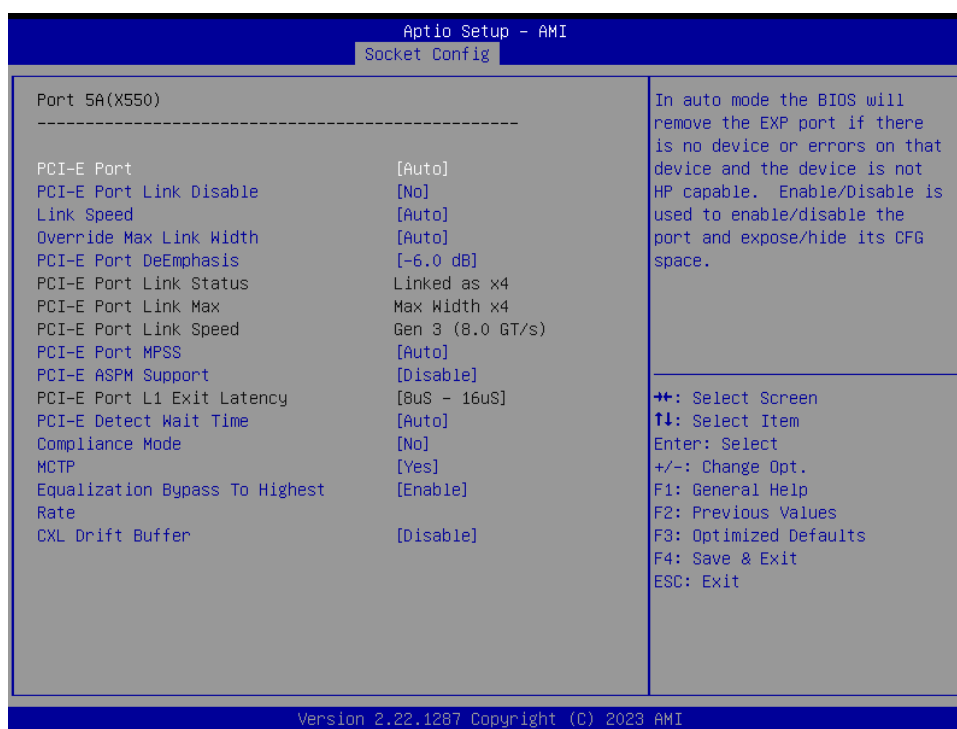 Aptio Setup - AMI
Socket Config
Port 5A(X550)
--------------------------------------------------
PCI-E Port [Auto]
PCI-E Port Link Disable [No]
Link Speed [Auto]
Override Max Link Width [Auto]
PCI-E Port DeEmphasis [-6.0 dB]
PCI-E Port Link Status Linked as x4
PCI-E Port Link Max Max Width x4
PCI-E Port Link Speed Gen 3 (8.0 GT/s)
PCI-E Port MPSS [Auto]
PCI-E ASPM Support [Disable]
PCI-E Port L1 Exit Latency [8uS - 16uS]
PCI-E Detect Wait Time [Auto]
Compliance Mode [No]
MCTP [Yes]
Equalization Bypass To Highest [Enable]
Rate
CXL Drift Buffer [Disable]
In auto mode the BIOS will
remove the EXP port if there
is no device or errors on that
device and the device is not
HP capable.  Enable/Disable is
used to enable/disable the
port and expose/hide its CFG
space.
→←: Select Screen
↑↓: Select Item
Enter: Select
+/-: Change Opt.
F1: General Help
F2: Previous Values
F3: Optimized Defaults
F4: Save & Exit
ESC: Exit
Version 2.22.1287 Copyright (C) 2023 AMI